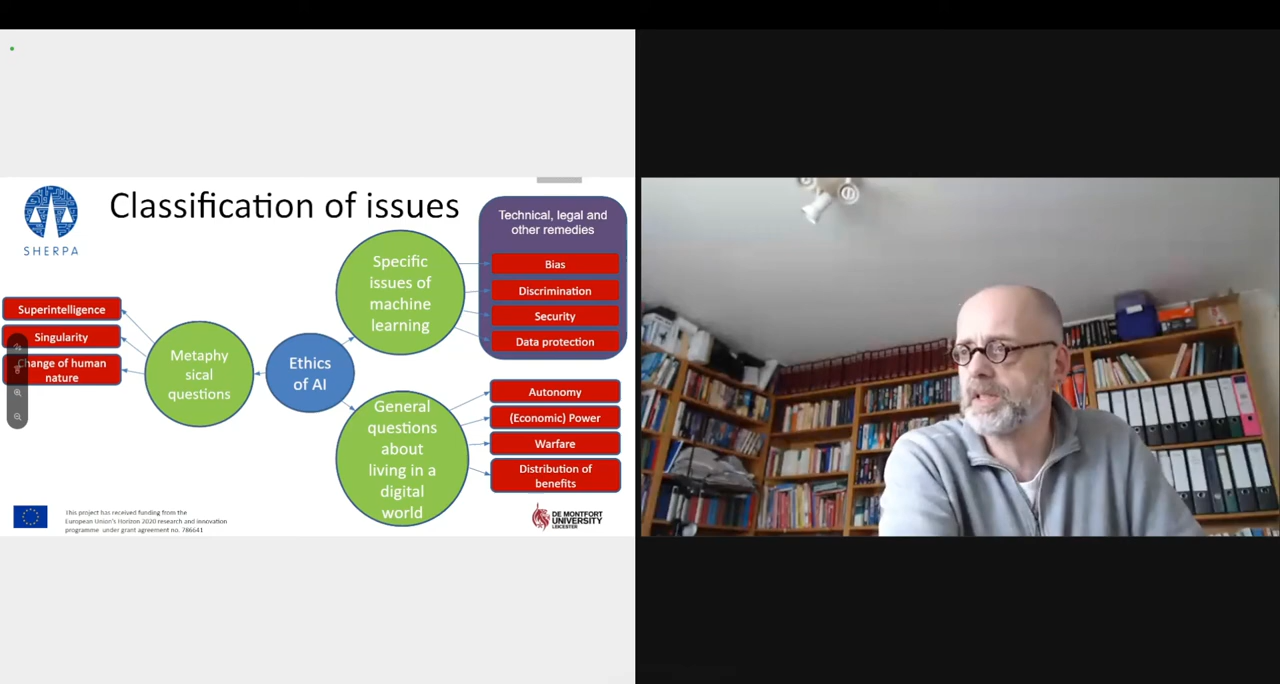 SHERPA
Classification of issues
Technical, legal and
other remedies
Bias
Discrimination
Security
Data protection
Specific
issues of
machine
learning
Superintelligence
Singularity
Change of human
nature
Metaphy
sical
questions
Ethics
of AI
General
questions
about
living in a
digital
world
Autonomy
(Economic) Power
Warfare
Distribution of
benefits
This project has received funding from the
European Union's Horizon 2020 research and innovation
programme under grant agreement no. 786641
DE MONTFORT
UNIVERSITY
LEICESTER